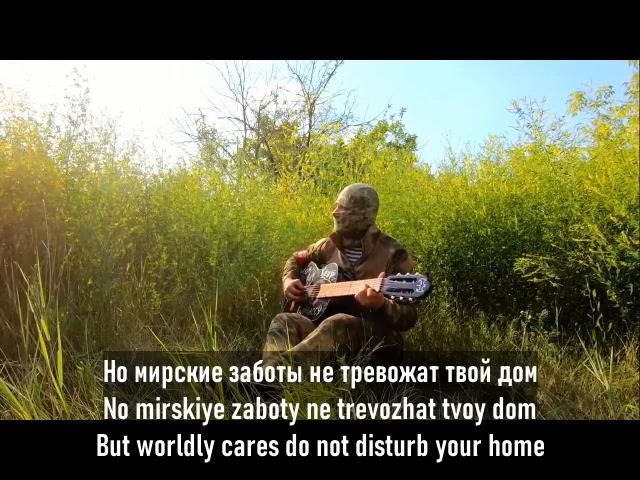 Но мирские заботы не тревожат твой дом
No mirskiye zaboty ne trevozhat tvoy dom
But worldly cares do not disturb your home